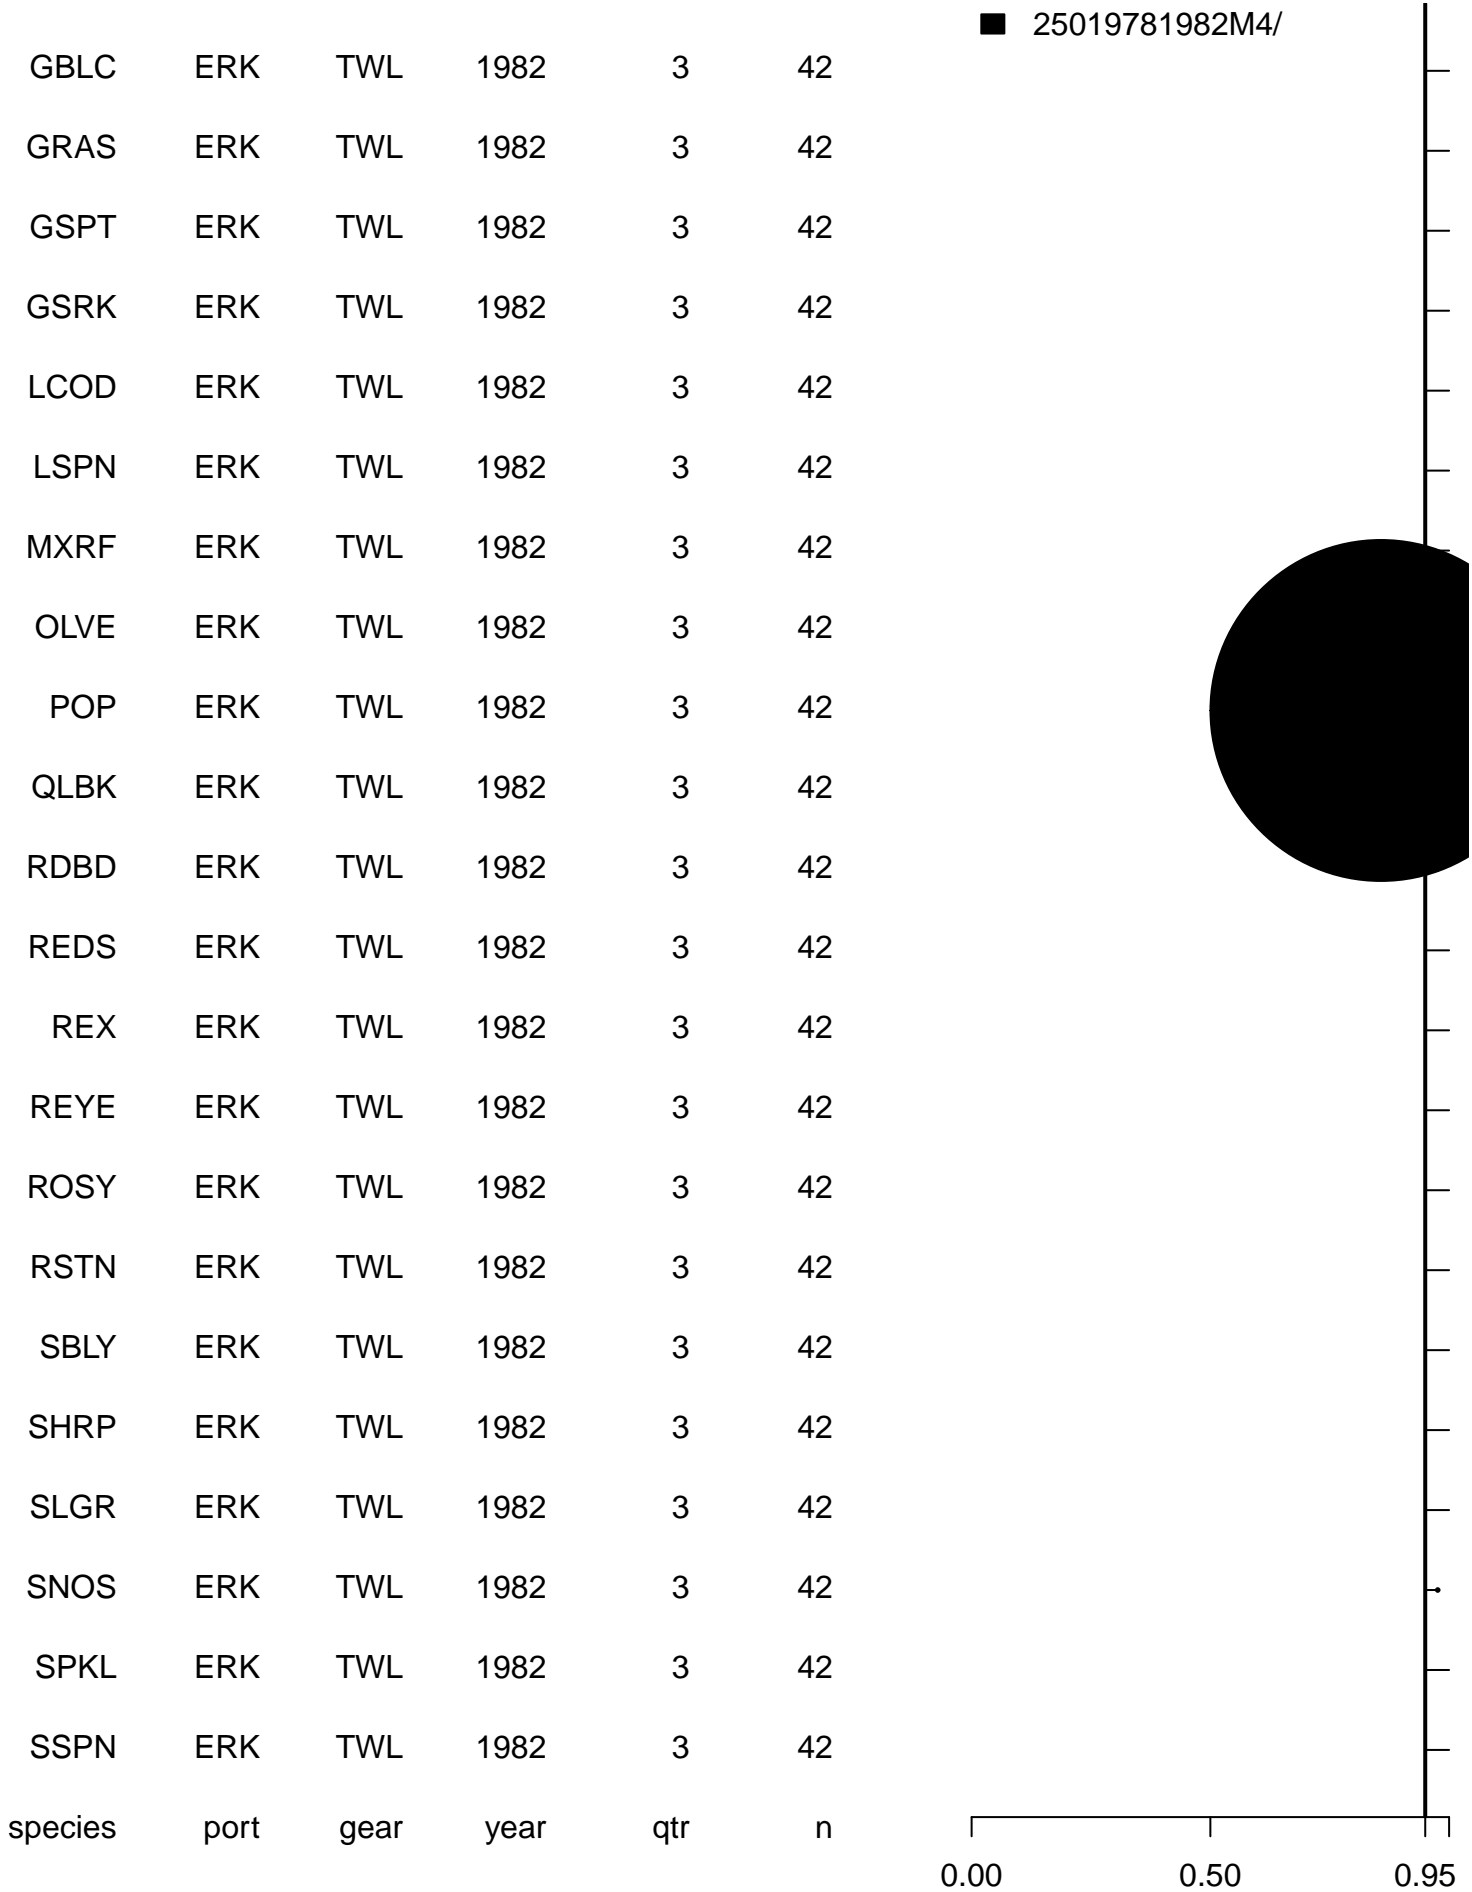 25019781982M4/
GBLC ERK TWL 1982 3 42
GRAS ERK TWL 1982 3 42
GSPT ERK TWL 1982 3 42
GSRK ERK TWL 1982 3 42
LCOD ERK TWL 1982 3 42
LSPN ERK TWL 1982 3 42
MXRF ERK TWL 1982 3 42
OLVE ERK TWL 1982 3 42
POP ERK TWL 1982 3 42
QLBK ERK TWL 1982 3 42
RDBD ERK TWL 1982 3 42
REDS ERK TWL 1982 3 42
REX ERK TWL 1982 3 42
REYE ERK TWL 1982 3 42
ROSY ERK TWL 1982 3 42
RSTN ERK TWL 1982 3 42
SBLY ERK TWL 1982 3 42
SHRP ERK TWL 1982 3 42
SLGR ERK TWL 1982 3 42
SNOS ERK TWL 1982 3 42
SPKL ERK TWL 1982 3 42
SSPN ERK TWL 1982 3 42
species port gear year qtr n
0.00 0.50 0.95